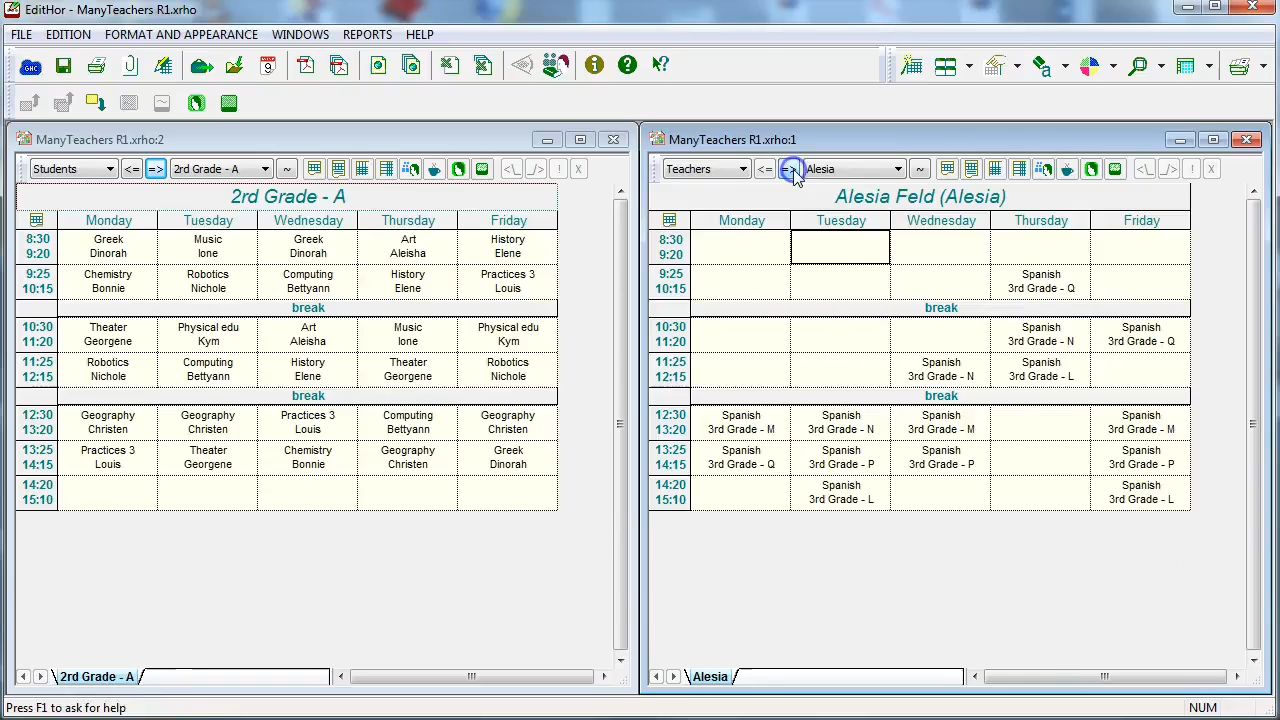 EditHor - ManyTeachers R1.xrho
FILE EDITION FORMAT AND APPEARANCE WINDOWS REPORTS HELP
GHC
ManyTeachers R1.xrho:2
Students <= => 2rd Grade - A ~ <\_ _/> ! X
2rd Grade - A
Monday Tuesday Wednesday Thursday Friday
8:30 Greek Music Greek Art History
9:20 Dinorah Ione Dinorah Aleisha Elene
9:25 Chemistry Robotics Computing History Practices 3
10:15 Bonnie Nichole Bettyann Elene Louis
break
10:30 Theater Physical edu Art Music Physical edu
11:20 Georgene Kym Aleisha Ione Kym
11:25 Robotics Computing History Theater Robotics
12:15 Nichole Bettyann Elene Georgene Nichole
break
12:30 Geography Geography Practices 3 Computing Geography
13:20 Christen Christen Louis Bettyann Christen
13:25 Practices 3 Theater Chemistry Geography Greek
14:15 Louis Georgene Bonnie Christen Dinorah
14:20
15:10
2rd Grade - A
ManyTeachers R1.xrho:1
Teachers <= => Alesia ~ <\_ _/> ! X
Alesia Feld (Alesia)
Monday Tuesday Wednesday Thursday Friday
8:30
9:20
9:25 Spanish
10:15 3rd Grade - Q
break
10:30 Spanish Spanish
11:20 3rd Grade - N 3rd Grade - Q
11:25 Spanish Spanish
12:15 3rd Grade - N 3rd Grade - L
break
12:30 Spanish Spanish Spanish Spanish
13:20 3rd Grade - M 3rd Grade - N 3rd Grade - M 3rd Grade - M
13:25 Spanish Spanish Spanish Spanish
14:15 3rd Grade - Q 3rd Grade - P 3rd Grade - P 3rd Grade - P
14:20 Spanish Spanish
15:10 3rd Grade - L 3rd Grade - L
Alesia
Press F1 to ask for help
NUM